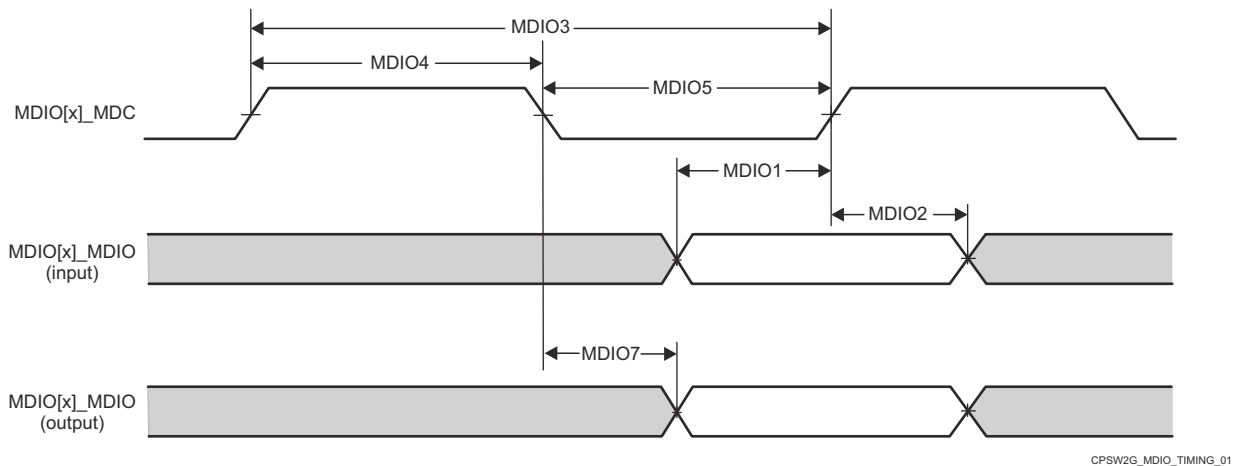 MDIO3
MDIO4
MDIO5
MDIO[x]_MDC
MDIO1
MDIO2
MDIO[x]_MDIO
(input)
MDIO7
MDIO[x]_MDIO
(output)
CPSW2G_MDIO_TIMING_01